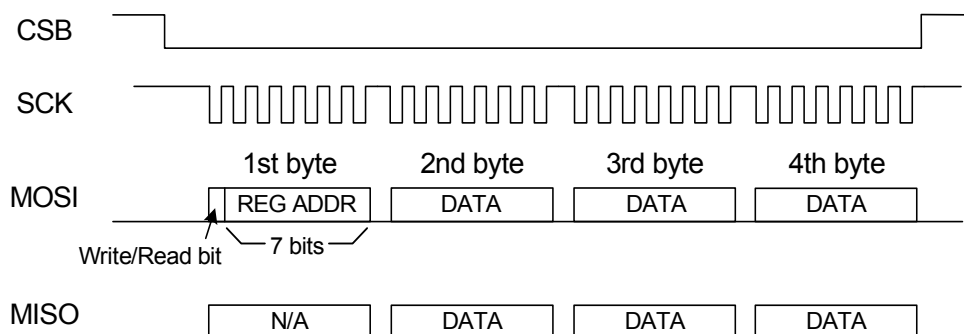 CSB
SCK
1st byte 2nd byte 3rd byte 4th byte
MOSI REG ADDR DATA DATA DATA
7 bits
Write/Read bit
MISO N/A DATA DATA DATA